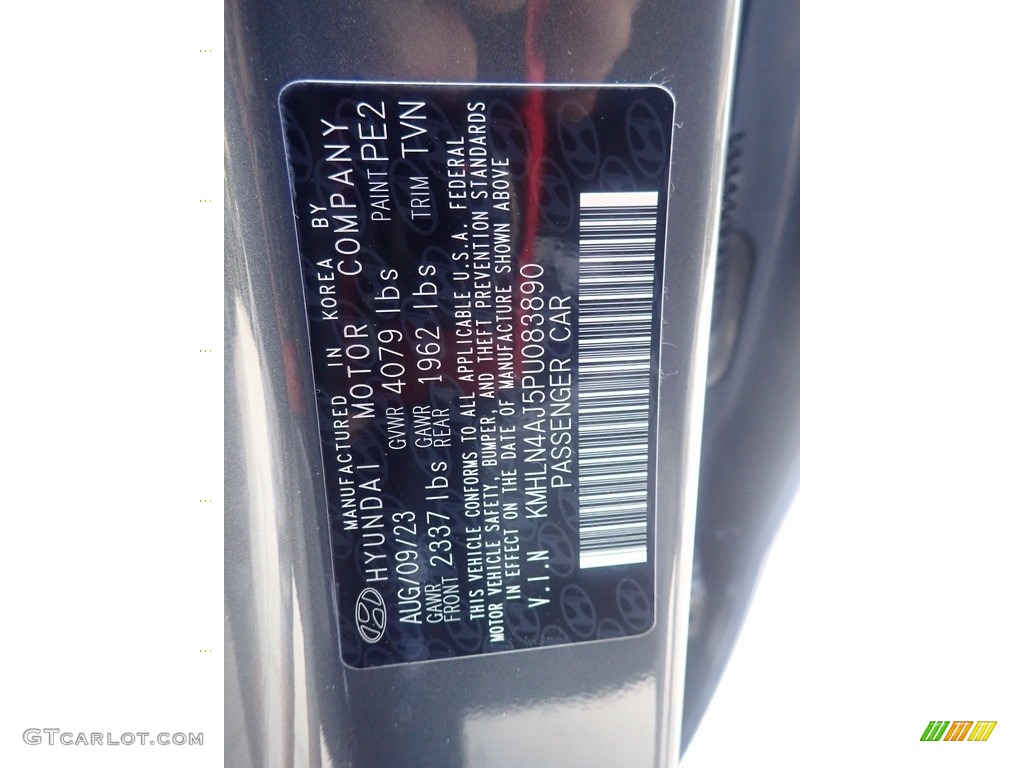 MANUFACTURED IN KOREA BY
HYUNDAI MOTOR COMPANY
AUG/09/23 GVWR 4079 lbs PAINT PE2
GAWR FRONT 2337 lbs GAWR REAR 1962 lbs TRIM TVN
THIS VEHICLE CONFORMS TO ALL APPLICABLE U.S.A. FEDERAL
MOTOR VEHICLE SAFETY, BUMPER, AND THEFT PREVENTION STANDARDS
IN EFFECT ON THE DATE OF MANUFACTURE SHOWN ABOVE
V.I.N KMHLN4AJ5PU083890
PASSENGER CAR
GTCARLOT.COM